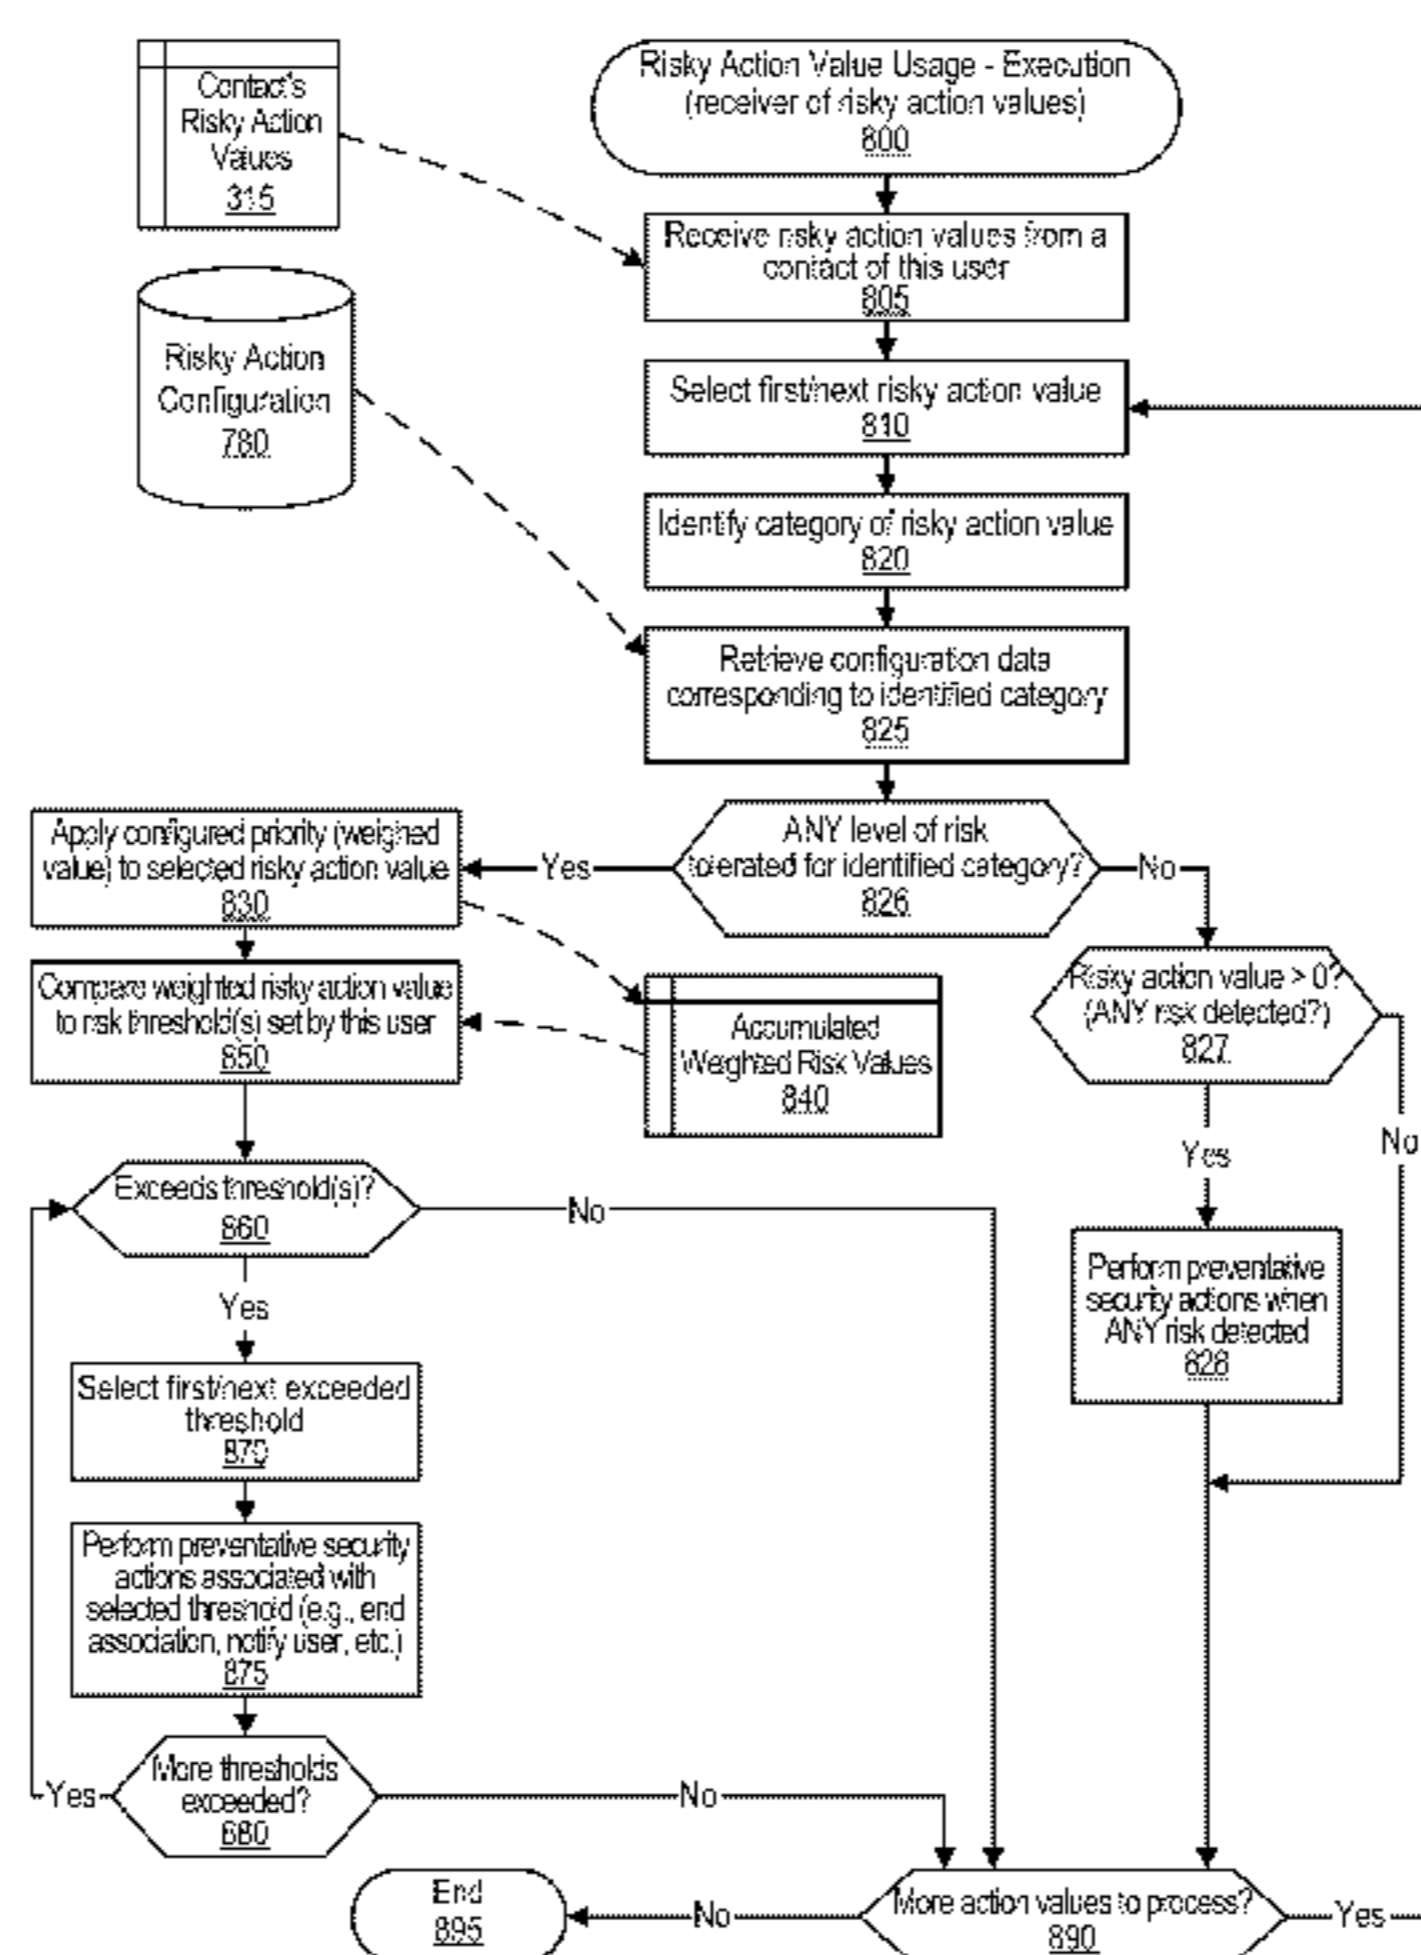 Contact's
Risky Action
Values
315
Risky Action Value Usage - Execution
(receiver of risky action values)
800
Receive risky action values from a
contact of this user
805
Risky Action
Configuration
780
Select first/next risky action value
810
Identify category of risky action value
820
Retrieve configuration data
corresponding to identified category
825
ANY level of risk
tolerated for identified category?
826
Yes
No
Apply configured priority (weighed
value) to selected risky action value
830
Risky action value > 0?
(ANY risk detected?)
827
Compare weighted risky action value
to risk threshold(s) set by this user
850
Accumulated
Weighted Risk Values
840
Yes
No
Exceeds threshold(s)?
860
No
Yes
Perform preventative
security actions when
ANY risk detected
828
Select first/next exceeded
threshold
870
Perform preventative security
actions associated with
selected threshold (e.g., end
association, notify user, etc.)
875
More thresholds
exceeded?
880
Yes
No
End
895
No
More action values to process?
890
Yes